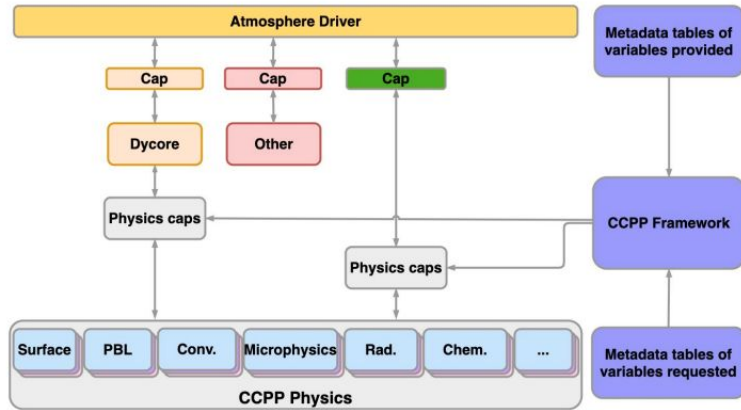 Atmosphere Driver
Metadata tables of
variables provided
Cap
Cap
Cap
Dycore
Other
Physics caps
CCPP Framework
Physics caps
Surface
PBL
Conv.
Microphysics
Rad.
Chem.
...
Metadata tables of
variables requested
CCPP Physics